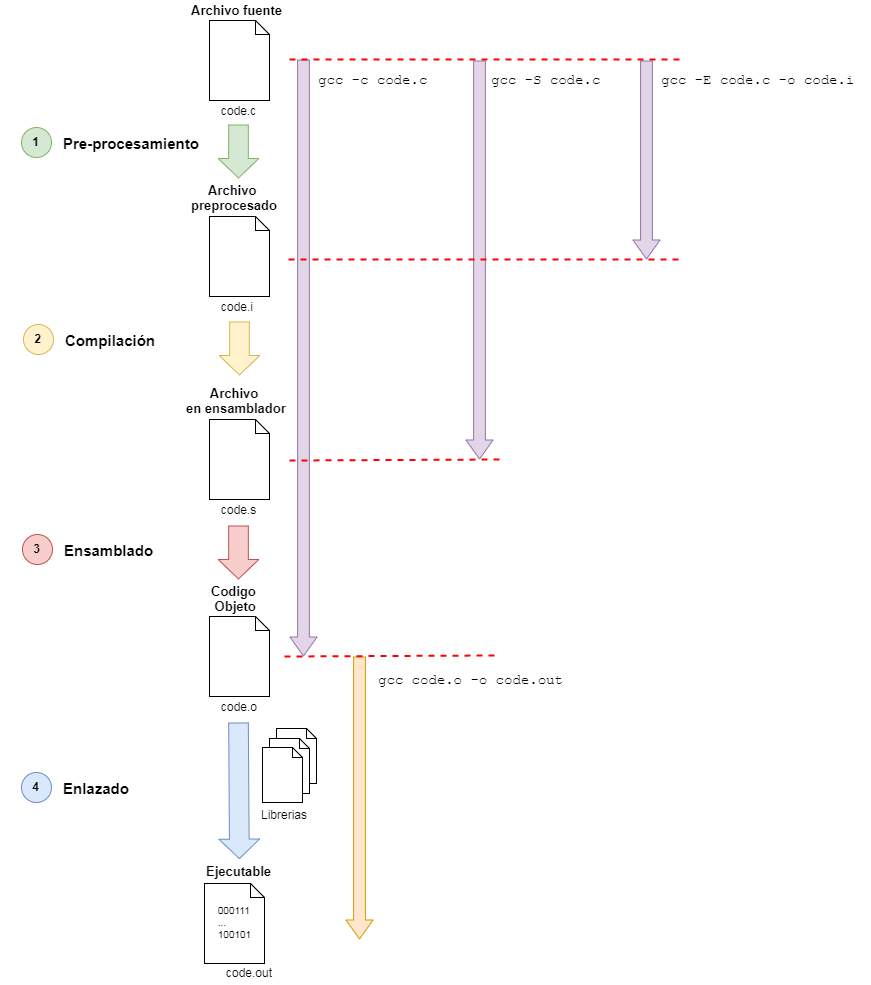 Archivo fuente
code.c
gcc -c code.c
gcc -S code.c
gcc -E code.c -o code.i
1
Pre-procesamiento
Archivo
preprocesado
code.i
2
Compilación
Archivo
en ensamblador
code.s
3
Ensamblado
Codigo
Objeto
code.o
gcc code.o -o code.out
4
Enlazado
Librerias
Ejecutable
000111
...
100101
code.out